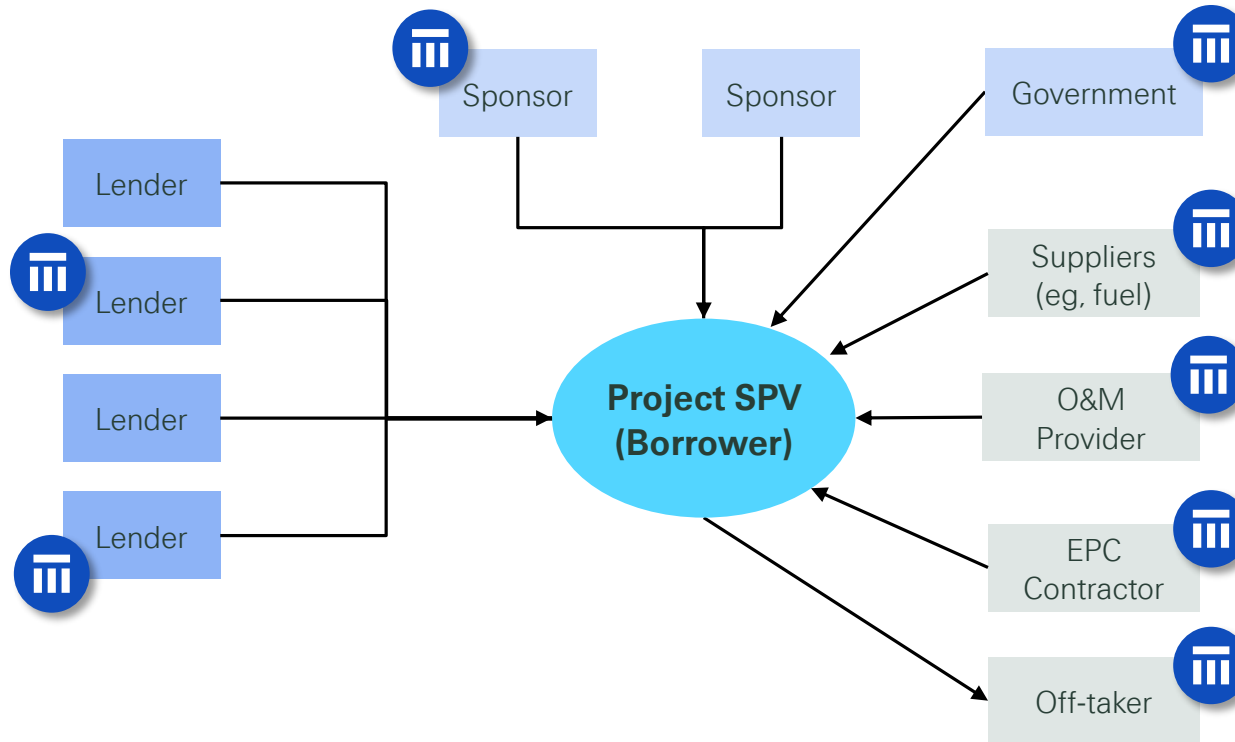 Sponsor
Sponsor
Government
Lender
Lender
Lender
Lender
Suppliers
(eg, fuel)
Project SPV
(Borrower)
O&M
Provider
EPC
Contractor
Off-taker